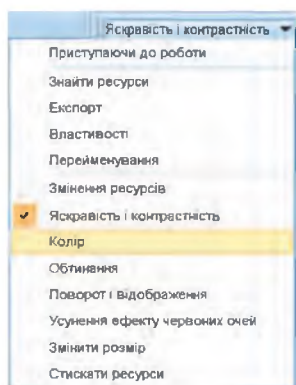 Яскравість і контрастність
Приступаючи до роботи
Знайти ресурси
Експорт
Властивості
Перейменування
Змінення ресурсів
Яскравість і контрастність
Колір
Обтинання
Поворот і відображення
Усунення ефекту червоних очей
Змінити розмір
Стискати ресурси